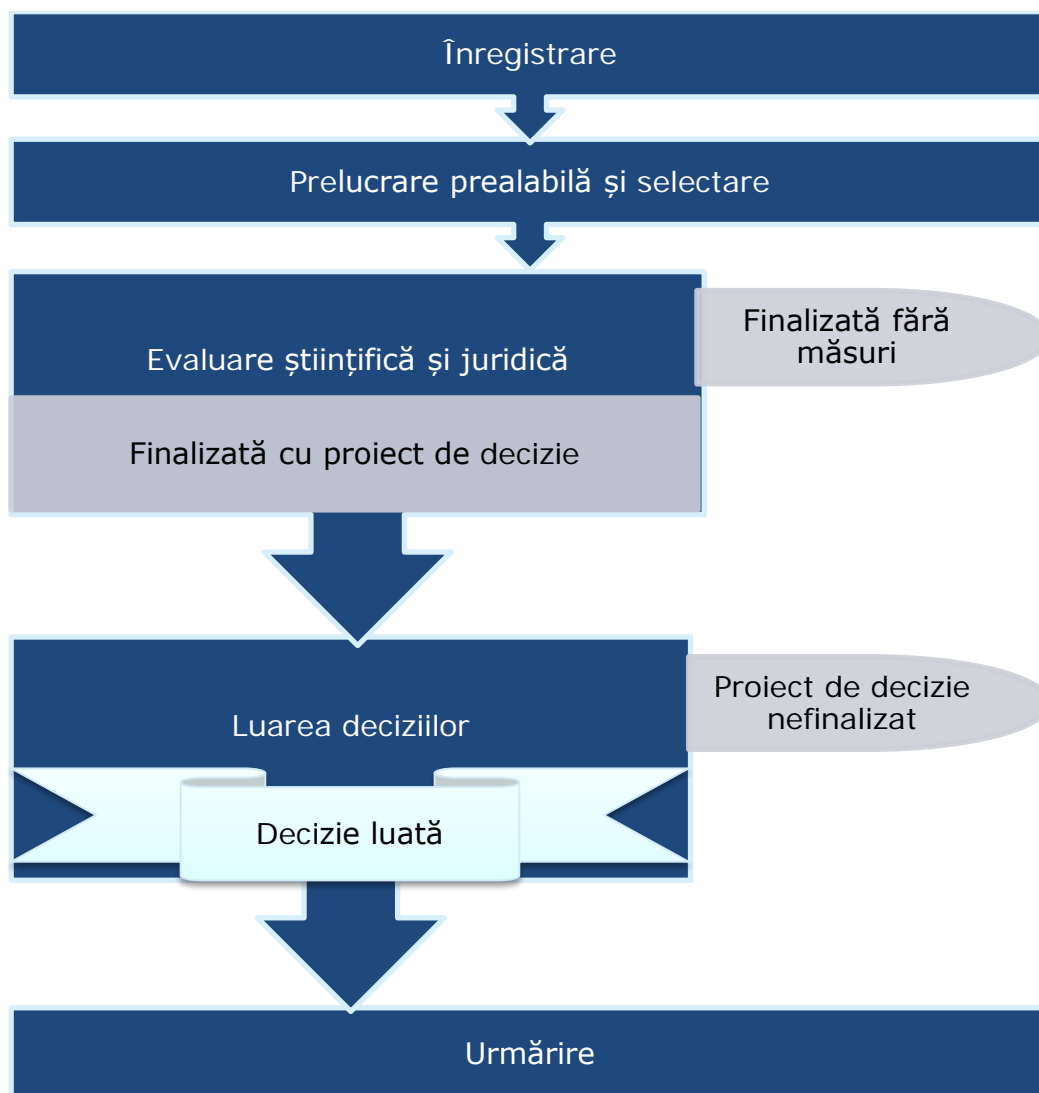 Înregistrare
Prelucrare prealabilă și selectare
Evaluare științifică și juridică
Finalizată fără
măsuri
Finalizată cu proiect de decizie
Luarea deciziilor
Proiect de decizie
nefinalizat
Decizie luată
Urmărire